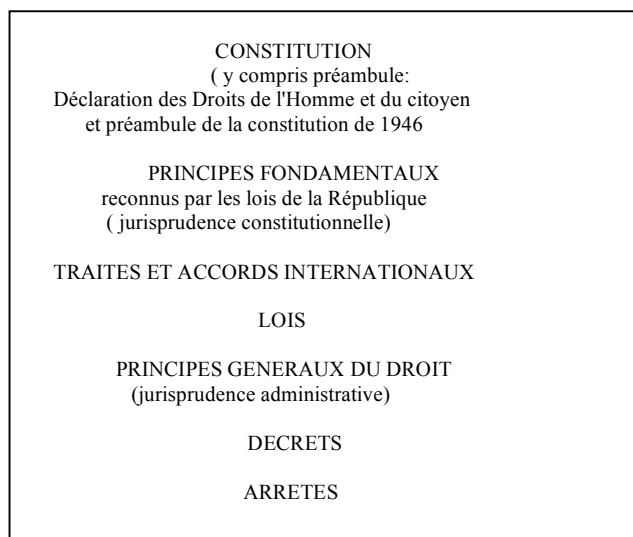 CONSTITUTION
( y compris préambule:
Déclaration des Droits de l'Homme et du citoyen
et préambule de la constitution de 1946
PRINCIPES FONDAMENTAUX
reconnus par les lois de la République
( jurisprudence constitutionnelle)
TRAITES ET ACCORDS INTERNATIONAUX
LOIS
PRINCIPES GENERAUX DU DROIT
(jurisprudence administrative)
DECRETS
ARRETES